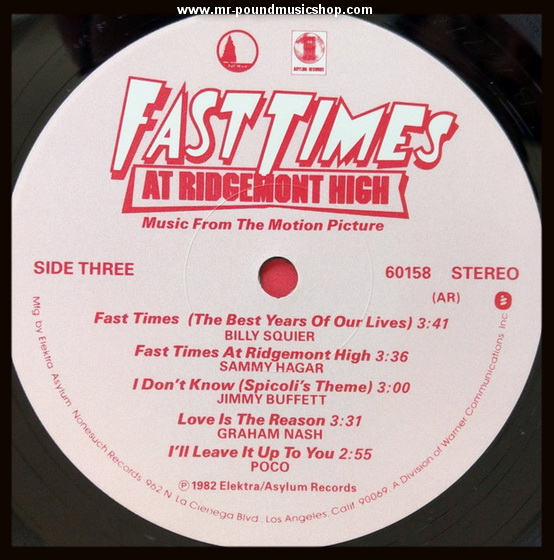 www.mr-poundmusicshop.com
ASYLUM RECORDS
FAST TIMES
AT RIDGEMONT HIGH
Music From The Motion Picture
SIDE THREE
60158 STEREO
(AR)
Fast Times (The Best Years Of Our Lives) 3:41
BILLY SQUIER
Fast Times At Ridgemont High 3:36
SAMMY HAGAR
I Don't Know (Spicoli's Theme) 3:00
JIMMY BUFFETT
Love Is The Reason 3:31
GRAHAM NASH
I'll Leave It Up To You 2:55
POCO
℗ 1982 Elektra/Asylum Records
Mfg by Elektra Asylum Nonesuch Records 962 N La Cienega Blvd., Los Angeles, Calif 90069 A Division of Warner Communications Inc